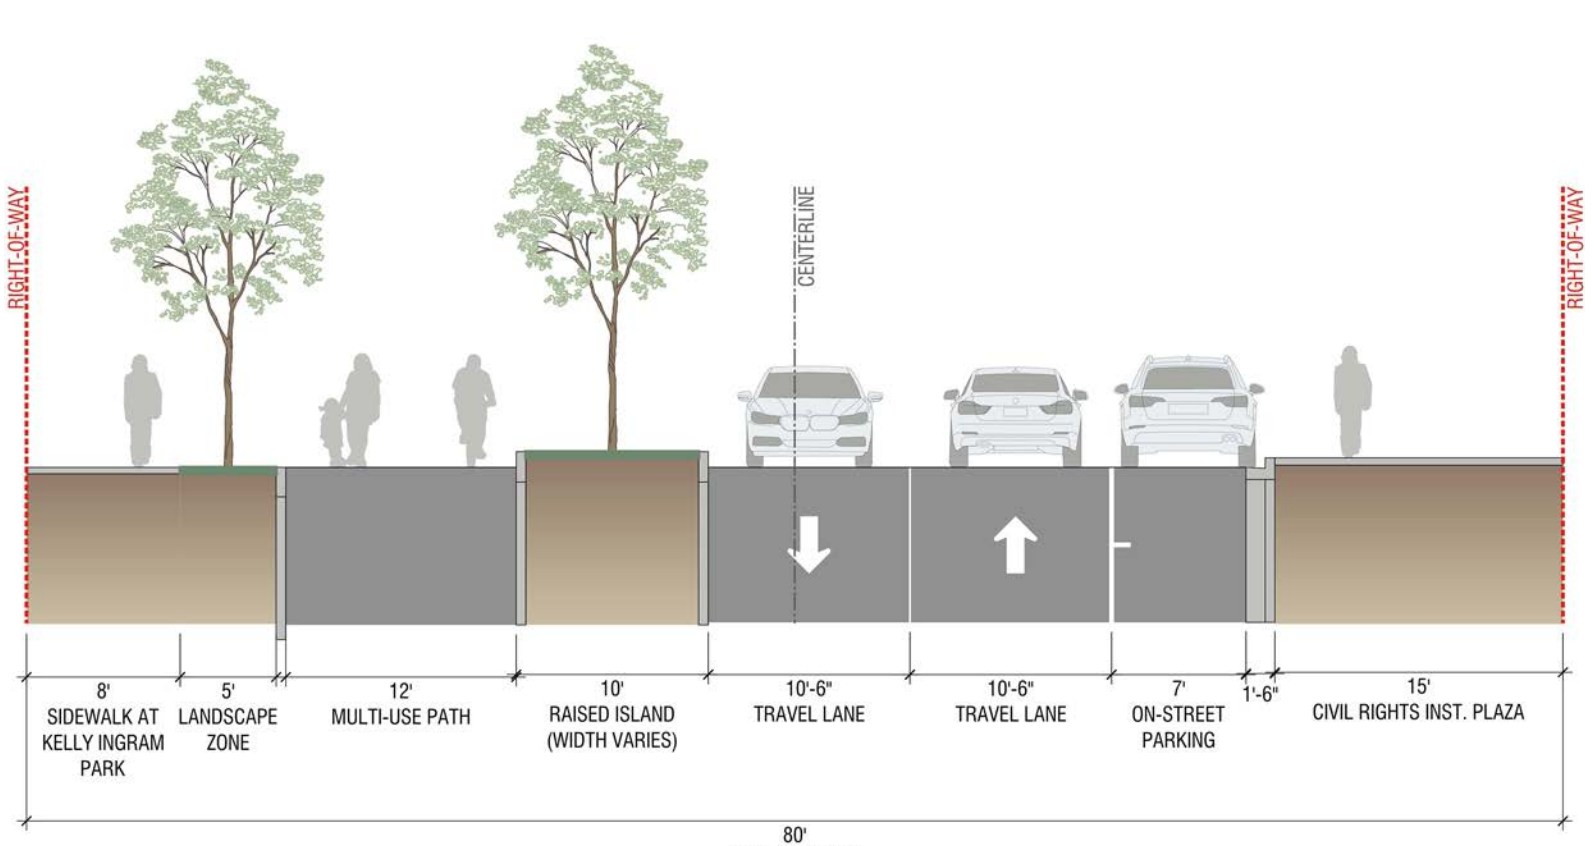 RIGHT-OF-WAY
CENTERLINE
RIGHT-OF-WAY
8'
SIDEWALK AT
KELLY INGRAM
PARK
5'
LANDSCAPE
ZONE
12'
MULTI-USE PATH
10'
RAISED ISLAND
(WIDTH VARIES)
10'-6"
TRAVEL LANE
10'-6"
TRAVEL LANE
7'
ON-STREET
PARKING
1'-6"
15'
CIVIL RIGHTS INST. PLAZA
80'